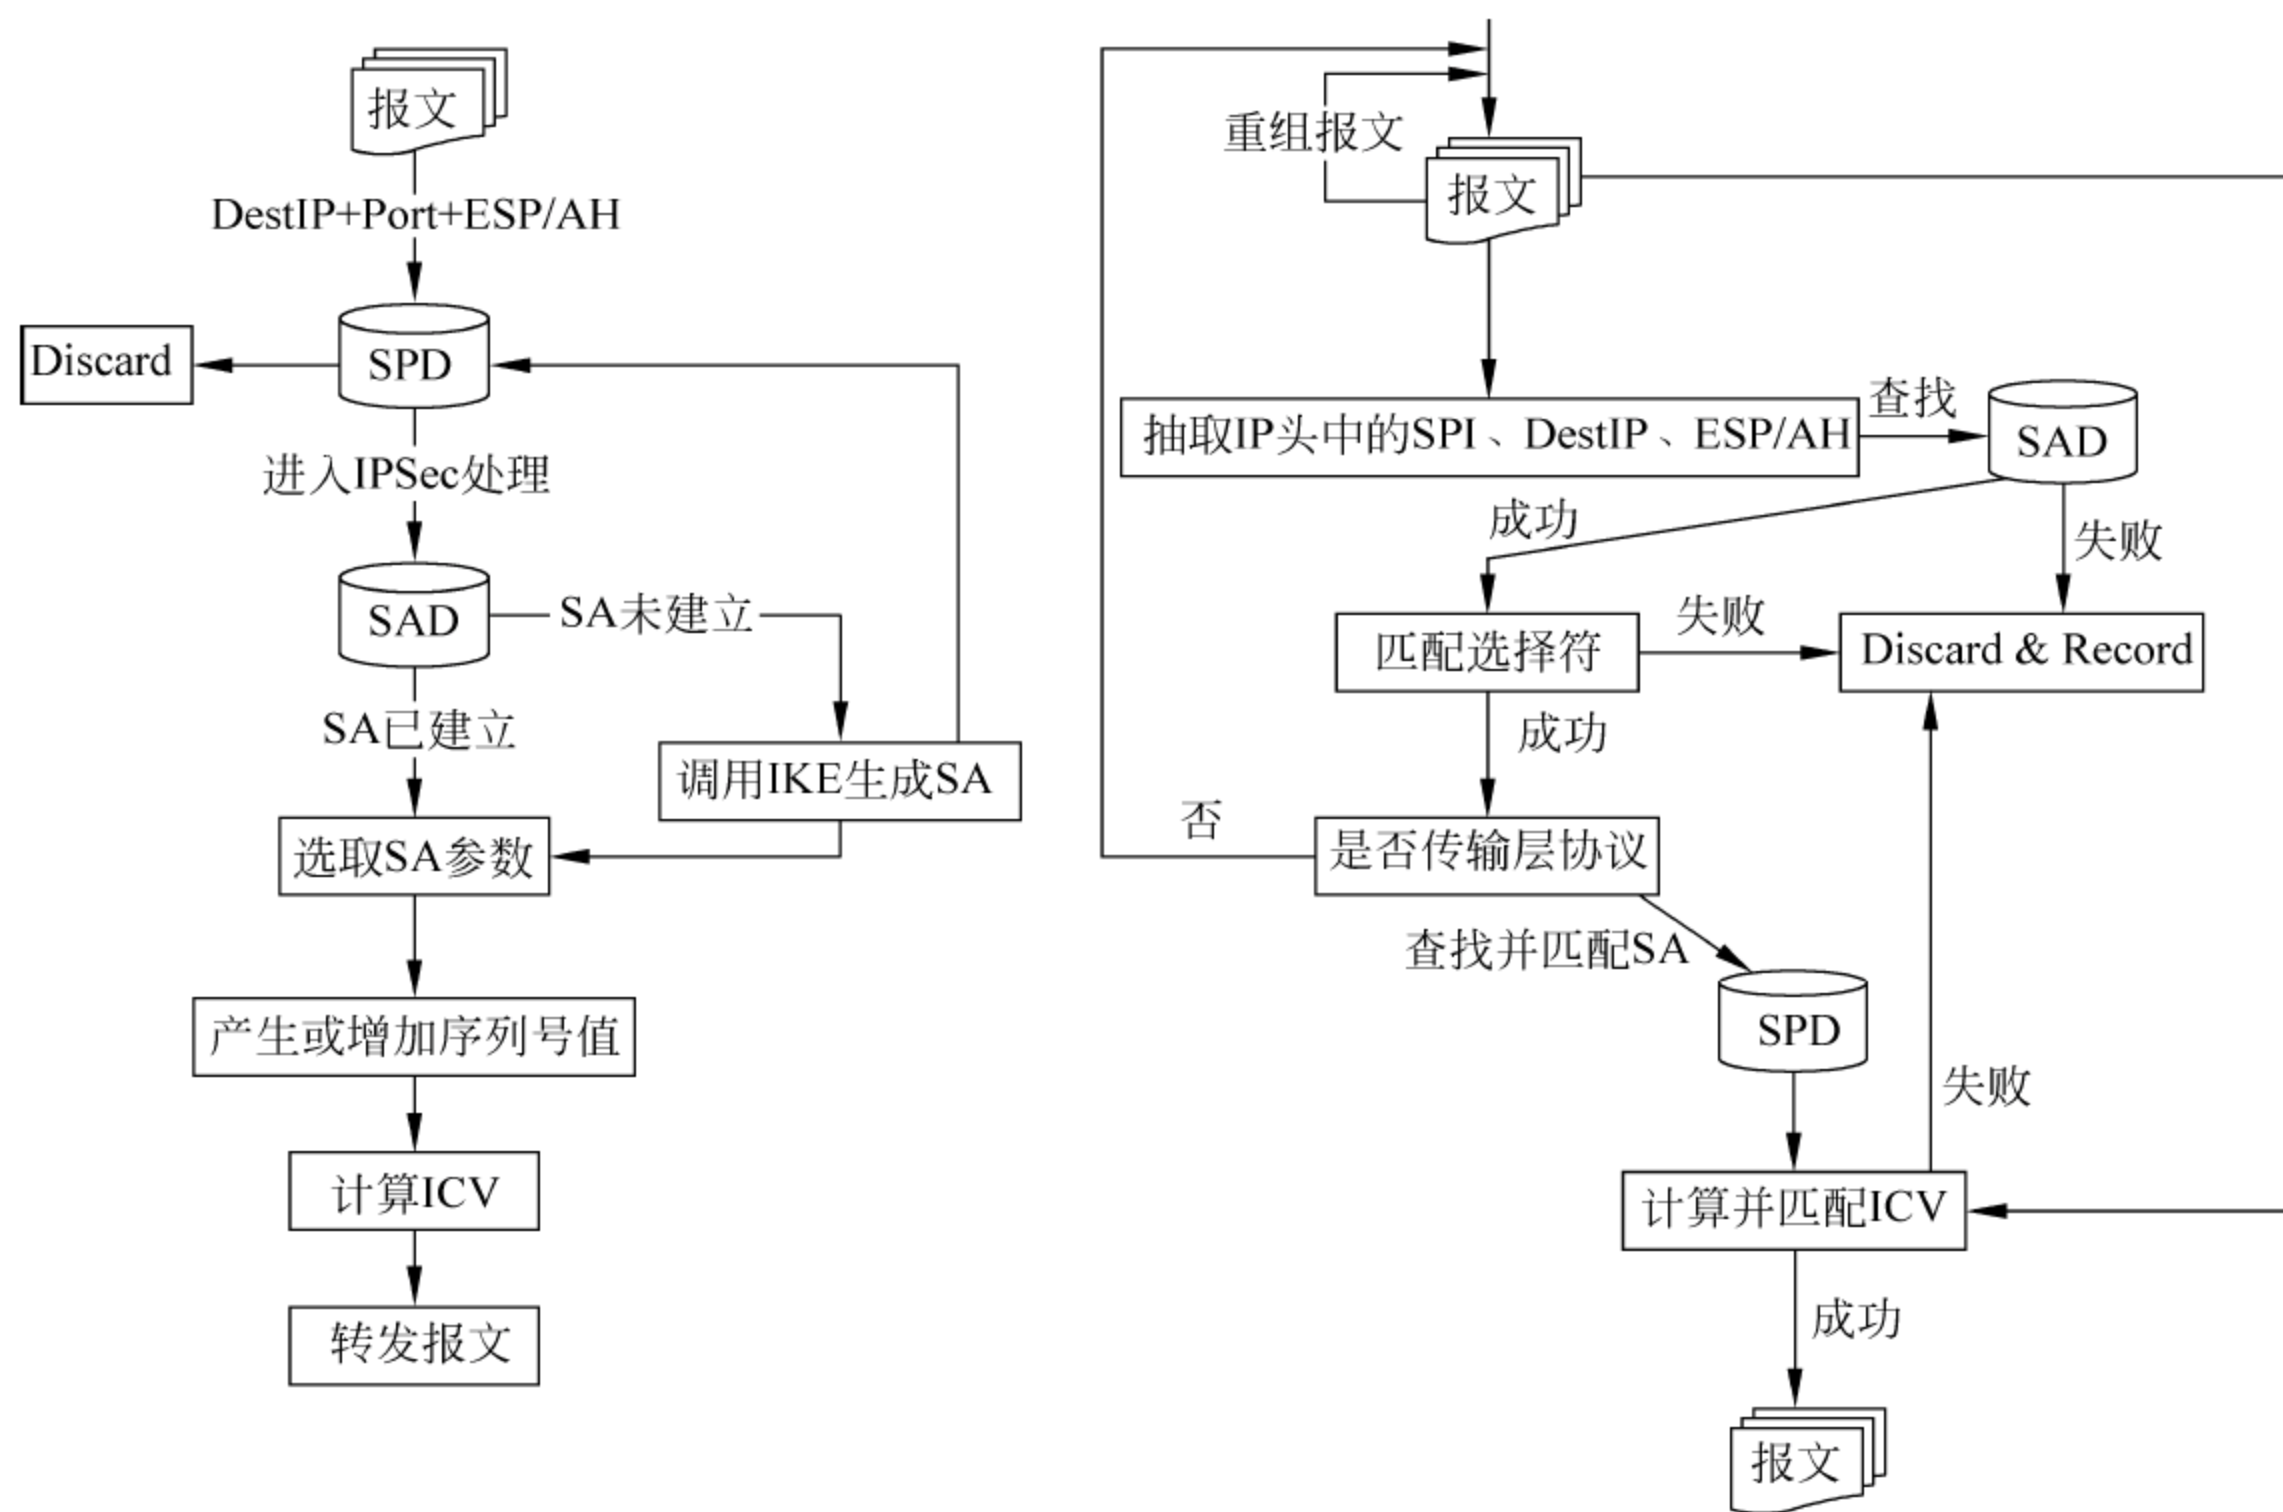 报文
DestIP+Port+ESP/AH
Discard
SPD
进入IPSec处理
SAD
SA未建立
SA已建立
调用IKE生成SA
选取SA参数
产生或增加序列号值
计算ICV
转发报文
重组报文
报文
抽取IP头中的SPI、DestIP、ESP/AH
查找
SAD
成功
失败
匹配选择符
失败
Discard & Record
成功
否
是否传输层协议
查找并匹配SA
SPD
失败
计算并匹配ICV
成功
报文